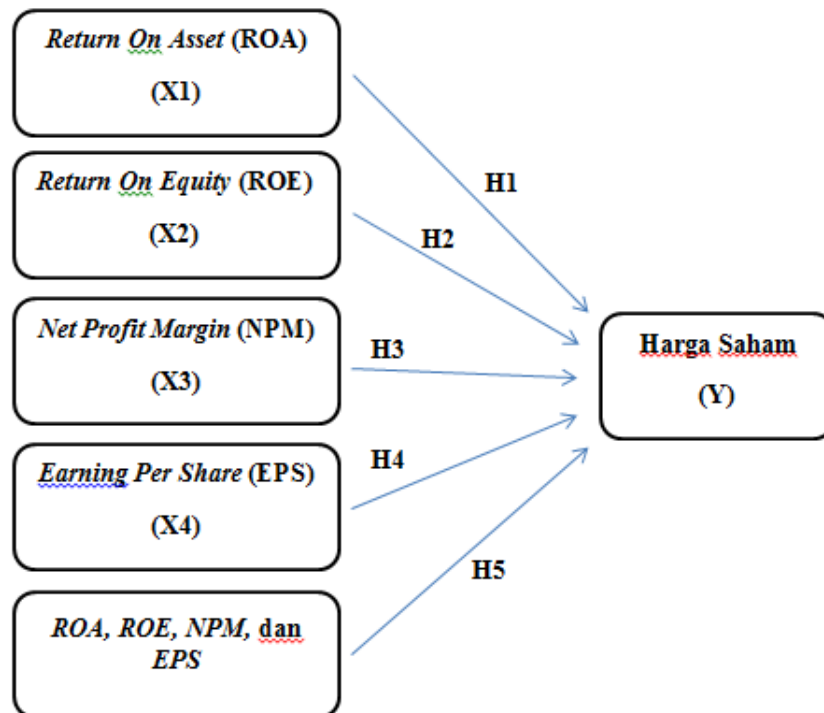 Return On Asset (ROA)
(X1)
Return On Equity (ROE)
(X2)
Net Profit Margin (NPM)
(X3)
Earning Per Share (EPS)
(X4)
ROA, ROE, NPM, dan
EPS
H1
H2
H3
H4
H5
Harga Saham
(Y)